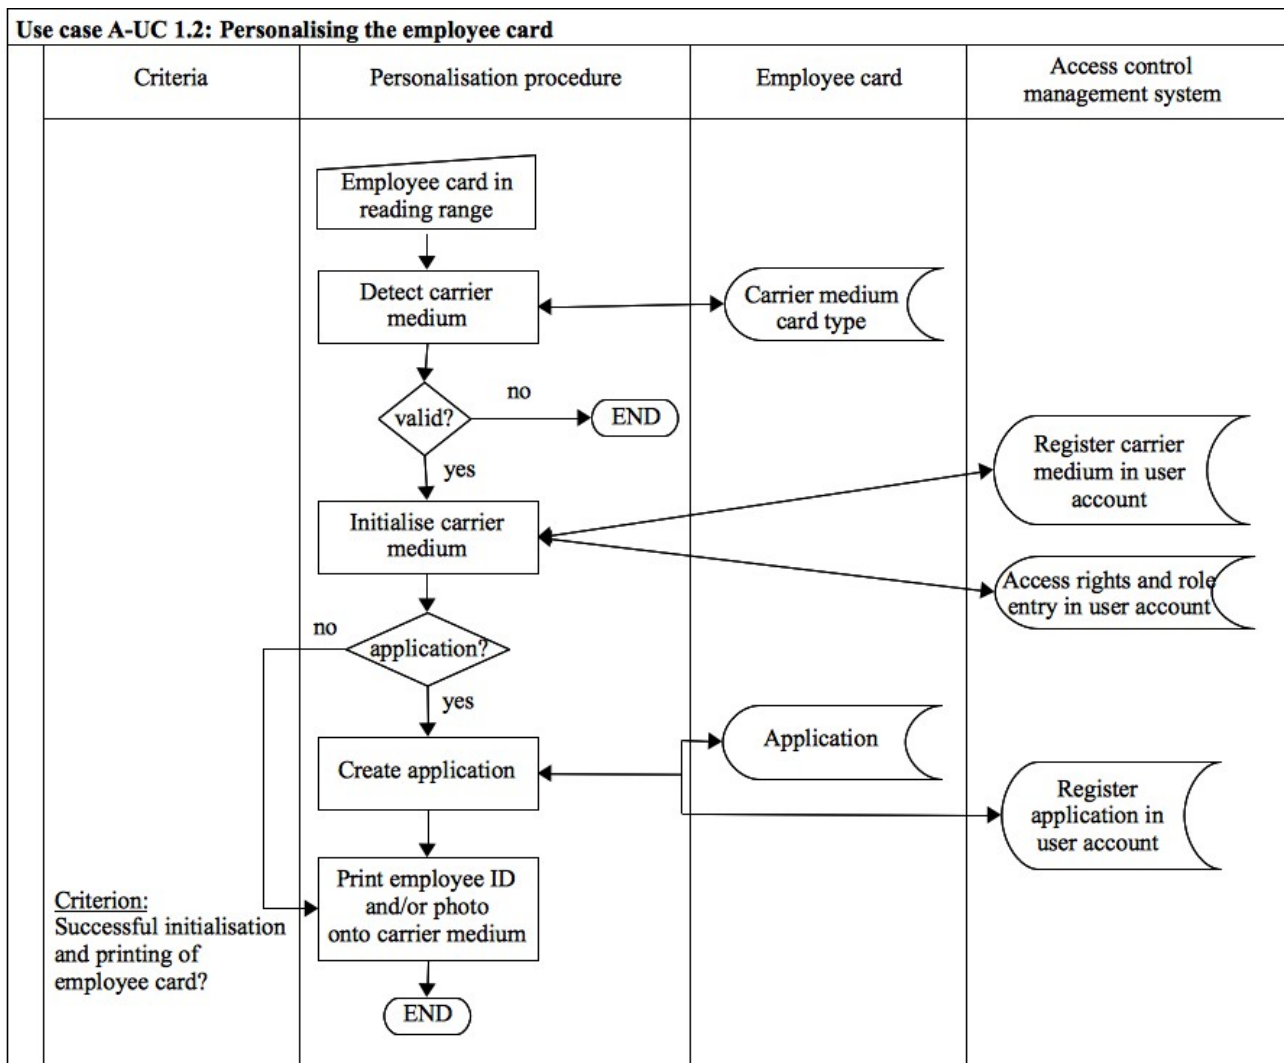 Use case A-UC 1.2: Personalising the employee card
Criteria
Personalisation procedure
Employee card
Access control
management system
Employee card in
reading range
Detect carrier
medium
Carrier medium
card type
valid?
no
END
yes
Register carrier
medium in user
account
Initialise carrier
medium
Access rights and role
entry in user account
no
application?
yes
Application
Create application
Register
application in
user account
Print employee ID
and/or photo
onto carrier medium
Criterion:
Successful initialisation
and printing of
employee card?
END